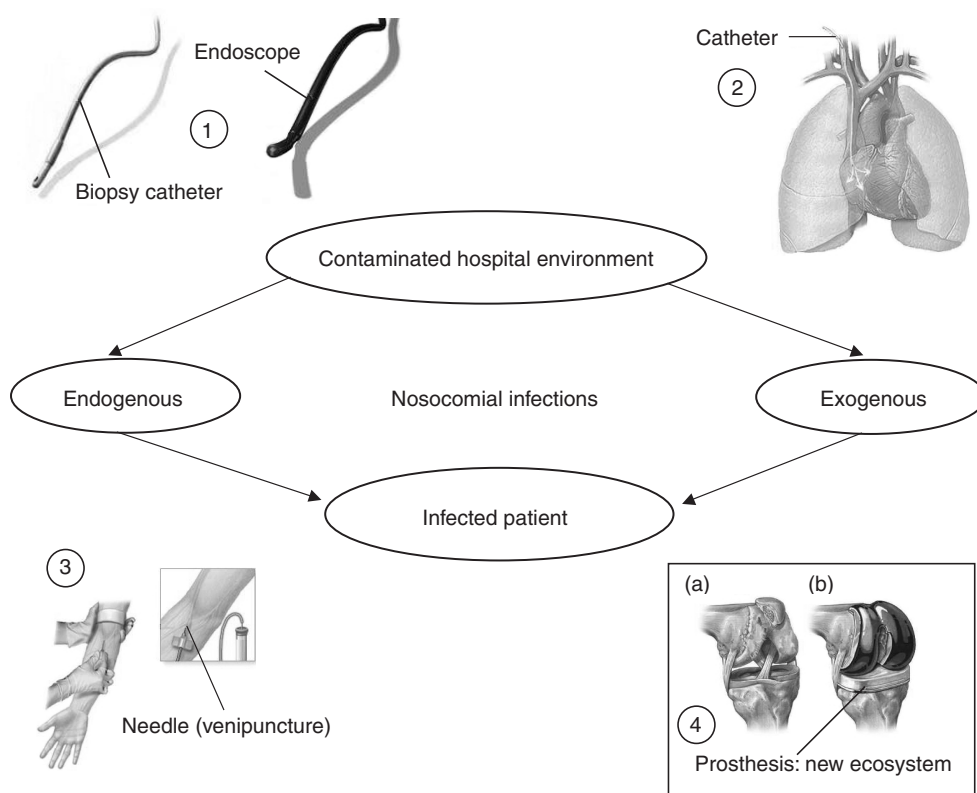 Endoscope
1
Biopsy catheter
Catheter
2
Contaminated hospital environment
Endogenous
Nosocomial infections
Exogenous
Infected patient
3
Needle (venipuncture)
(a)
(b)
4
Prosthesis: new ecosystem